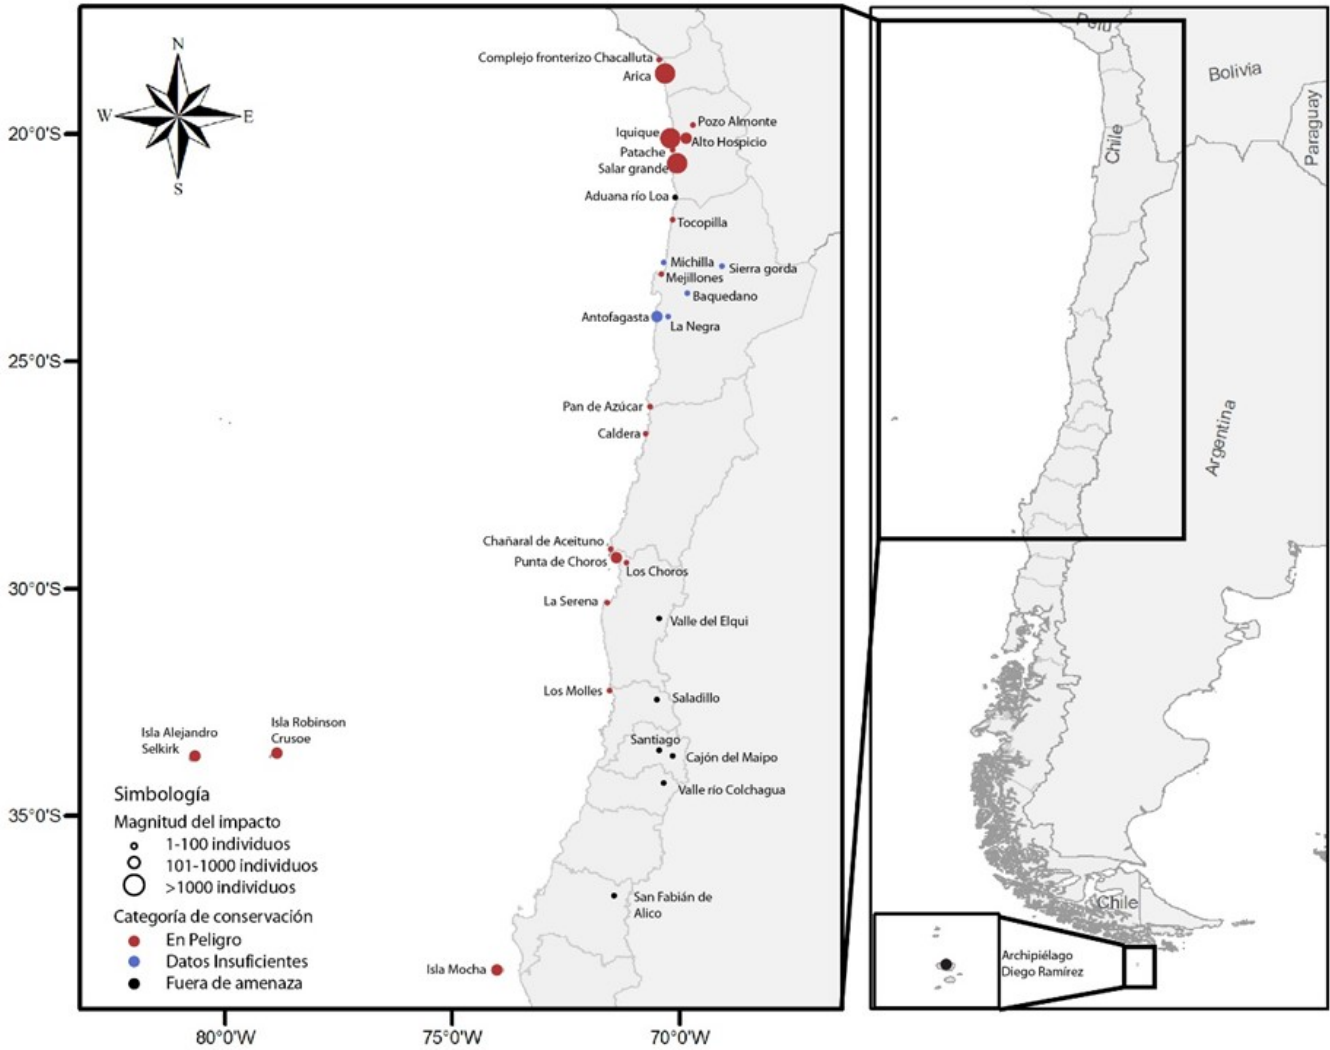 N
W
E
S
20°0'S
25°0'S
30°0'S
35°0'S
80°0'W
75°0'W
70°0'W
Complejo fronterizo Chacalluta
Arica
Pozo Almonte
Iquique
Alto Hospicio
Patache
Salar grande
Aduana río Loa
Tocopilla
Michilla
Sierra gorda
Mejillones
Baquedano
Antofagasta
La Negra
Pan de Azúcar
Caldera
Chañaral de Aceituno
Punta de Choros
Los Choros
La Serena
Valle del Elqui
Los Molles
Saladillo
Isla Alejandro
Selkirk
Isla Robinson
Crusoe
Santiago
Cajón del Maipo
Valle río Colchagua
San Fabián de
Alico
Isla Mocha
Simbología
Magnitud del impacto
1-100 individuos
101-1000 individuos
>1000 individuos
Categoría de conservación
En Peligro
Datos Insuficientes
Fuera de amenaza
Perú
Bolivia
Paraguay
Chile
Argentina
Chile
Archipiélago
Diego Ramírez